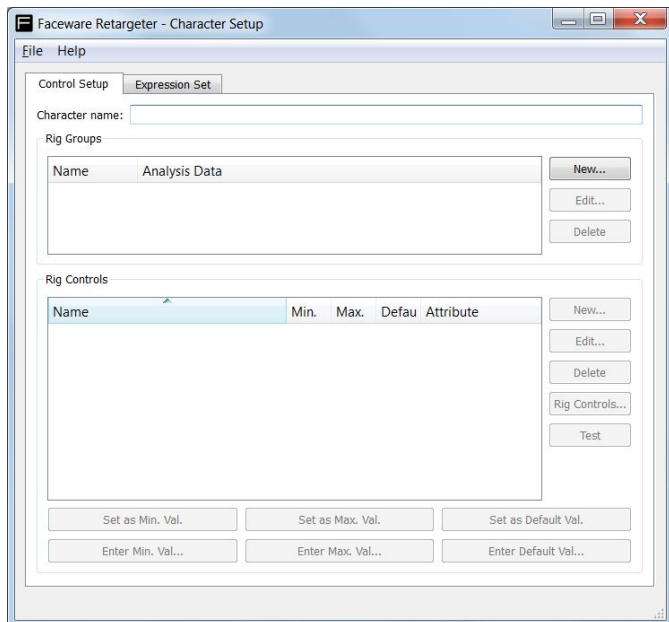 Faceware Retargeter - Character Setup
File Help
Control Setup Expression Set
Character name:
Rig Groups
Name Analysis Data
New...
Edit...
Delete
Rig Controls
Name Min. Max. Defau Attribute
New...
Edit...
Delete
Rig Controls...
Test
Set as Min. Val. Set as Max. Val. Set as Default Val.
Enter Min. Val... Enter Max. Val... Enter Default Val...